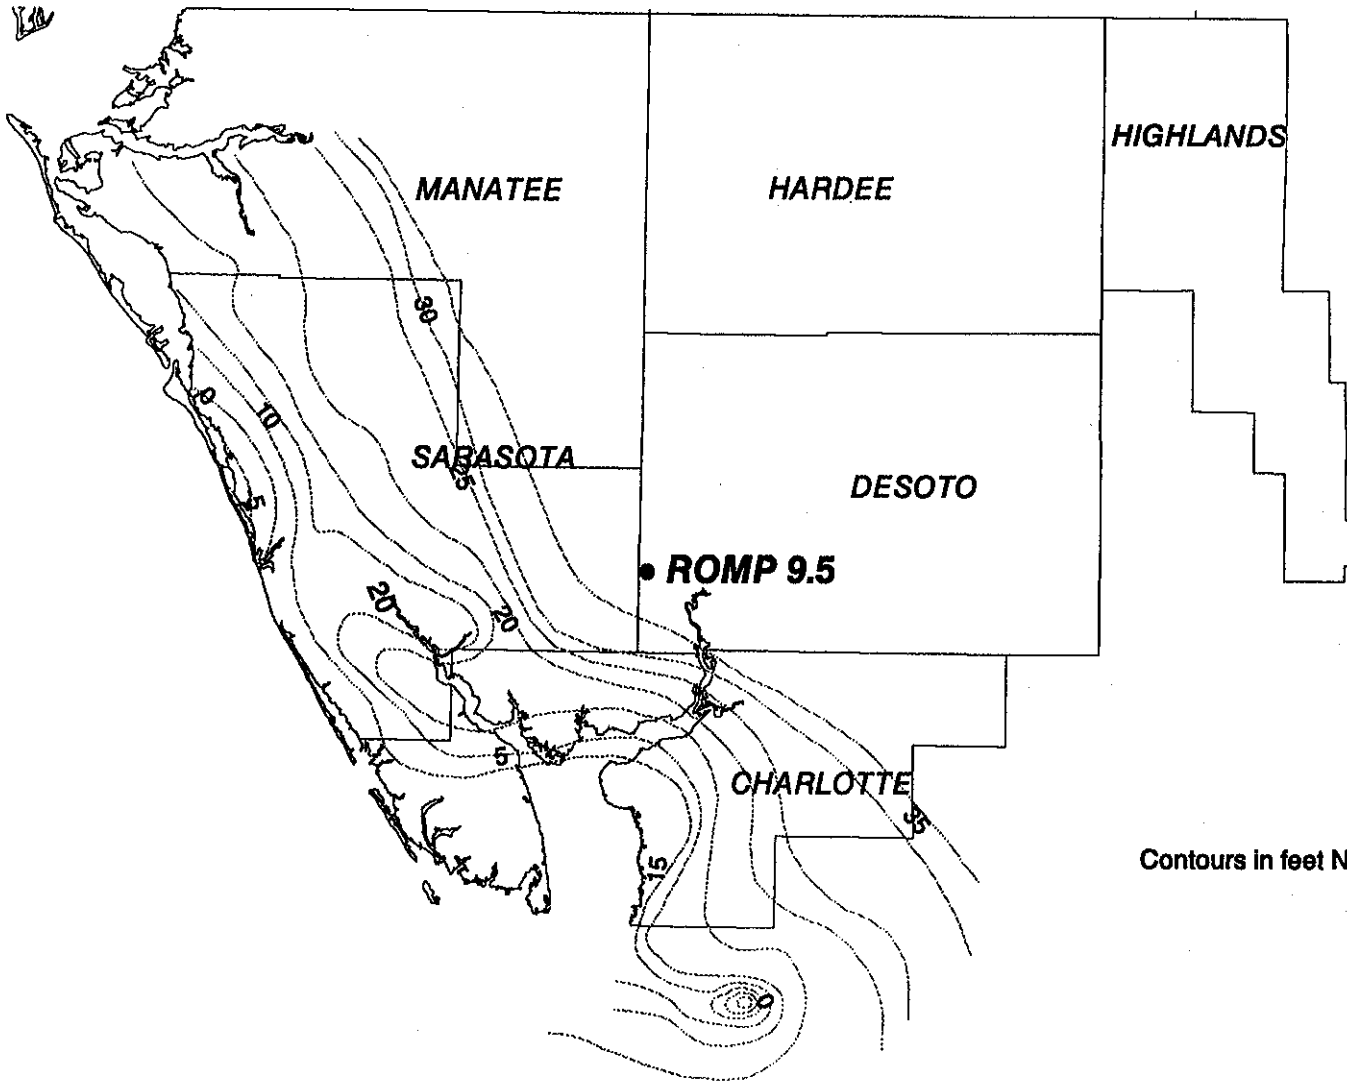 HIGHLANDS
MANATEE
HARDEE
30
0
10
SARASOTA
25
DESOTO
5
ROMP 9.5
20
20
5
CHARLOTTE
35
15
Contours in feet N
0